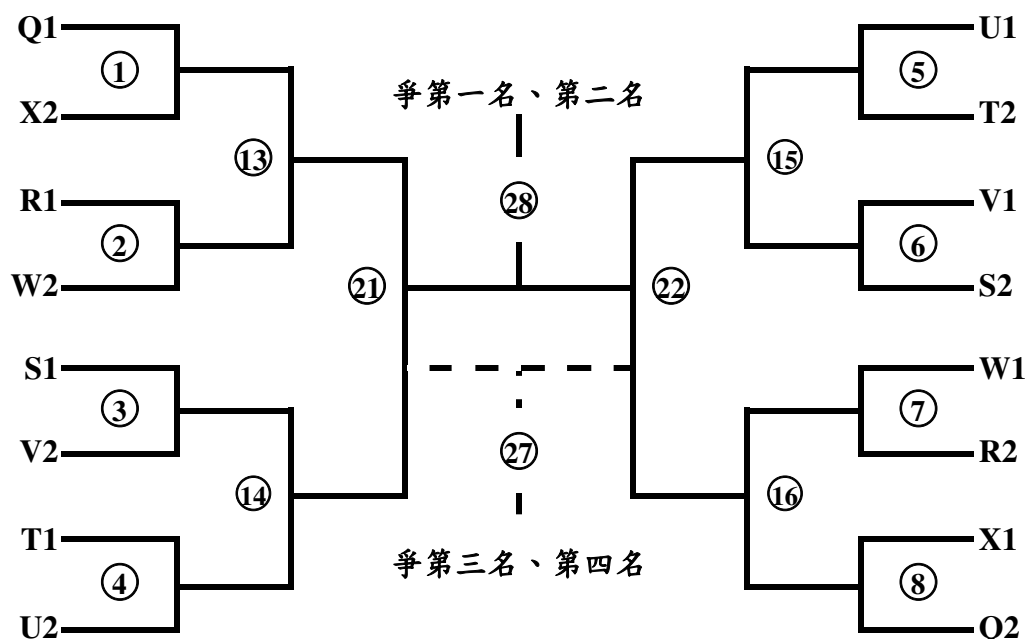 Q1
①
X2
⑬
R1
②
W2
㉑
S1
③
V2
⑭
T1
④
U2
爭第一名、第二名
㉘
㉗
爭第三名、第四名
U1
⑤
T2
⑮
V1
⑥
S2
㉒
W1
⑦
R2
⑯
X1
⑧
O2